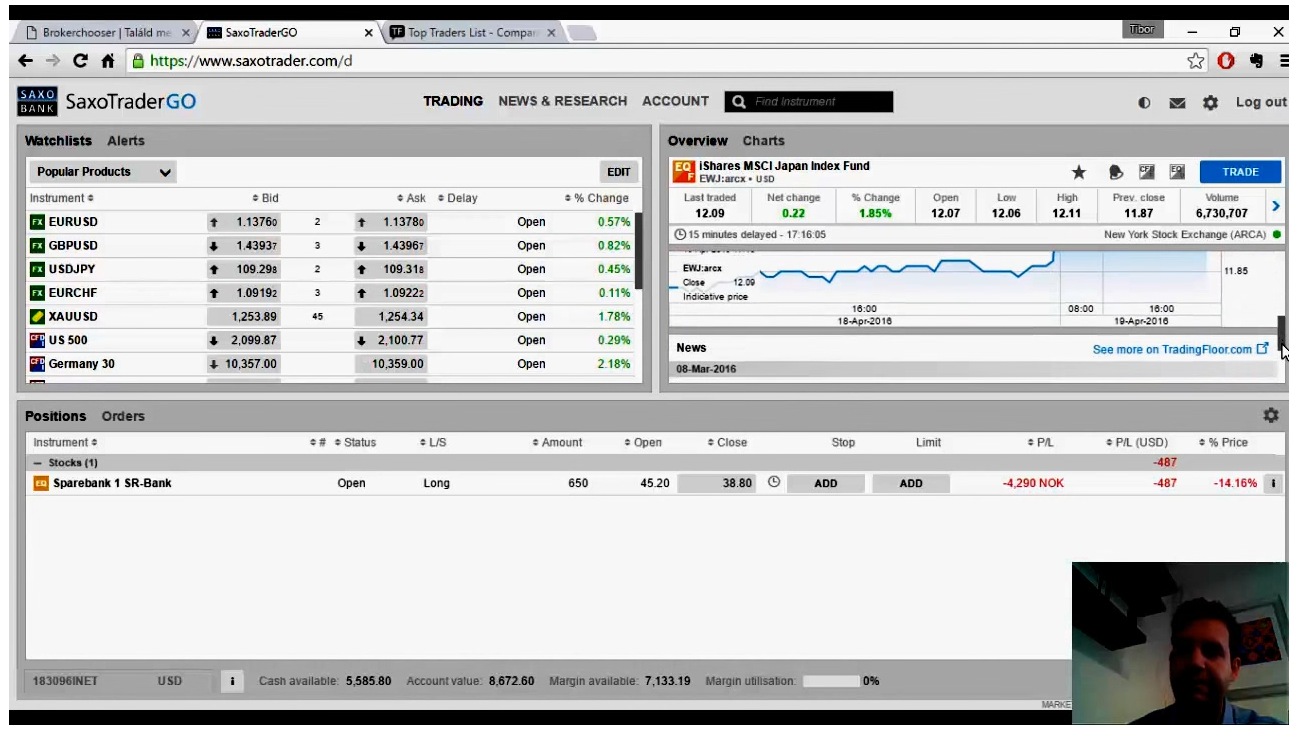 Brokerchooser | Találd me
SaxoTraderGO
Top Traders List - Compar
Tibor
https://www.saxotrader.com/d
SAXO BANK SaxoTraderGO
TRADING NEWS & RESEARCH ACCOUNT Find instrument Log out
Watchlists Alerts
Popular Products EDIT
Instrument Bid Ask Delay % Change
FX EURUSD 1.13760 2 1.13780 Open 0.57%
FX GBPUSD 1.43937 3 1.43967 Open 0.82%
FX USDJPY 109.298 2 109.318 Open 0.45%
FX EURCHF 1.09192 3 1.09222 Open 0.11%
XAUUSD 1,253.89 45 1,254.34 Open 1.78%
CFD US 500 2,099.87 2,100.77 Open 0.29%
CFD Germany 30 10,357.00 10,359.00 Open 2.18%
Overview Charts
EQ F iShares MSCI Japan Index Fund
EWJ:arcx • USD
CFD EQ TRADE
Last traded Net change % Change Open Low High Prev. close Volume
12.09 0.22 1.85% 12.07 12.06 12.11 11.87 6,730,707
15 minutes delayed - 17:16:05 New York Stock Exchange (ARCA)
EWJ:arcx
Close 12.09
Indicative price
11.85
16:00 08:00 16:00
18-Apr-2016 19-Apr-2016
News See more on TradingFloor.com
08-Mar-2016
Positions Orders
Instrument # Status L/S Amount Open Close Stop Limit P/L P/L (USD) % Price
− Stocks (1) -487
EQ Sparebank 1 SR-Bank Open Long 650 45.20 38.80 ADD ADD -4,290 NOK -487 -14.16% i
183096INET USD i Cash available: 5,585.80 Account value: 8,672.60 Margin available: 7,133.19 Margin utilisation: 0%
MARKE